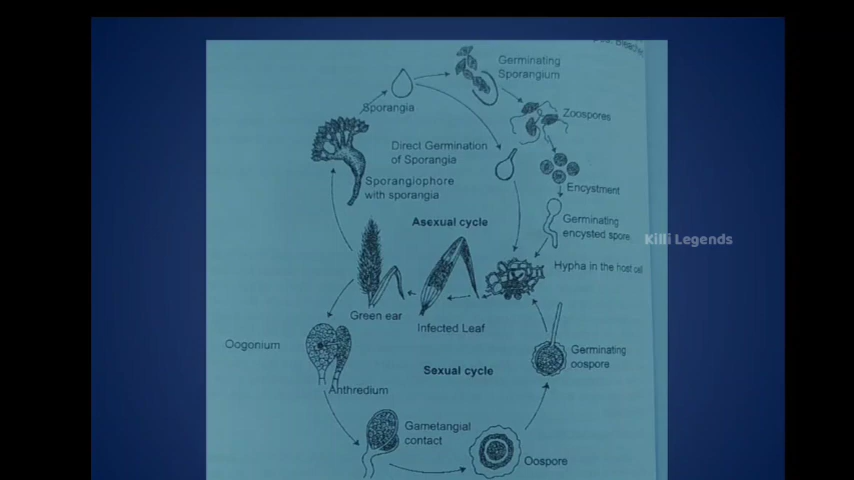 Germinating
Sporangium
Sporangia
Zoospores
Direct Germination
of Sporangia
Sporangiophore
with sporangia
Encystment
Asexual cycle
Germinating
encysted spore
Killi Legends
Hypha in the host cell
Green ear
Infected Leaf
Oogonium
Germinating
oospore
Sexual cycle
Anthredium
Gametangial
contact
Oospore